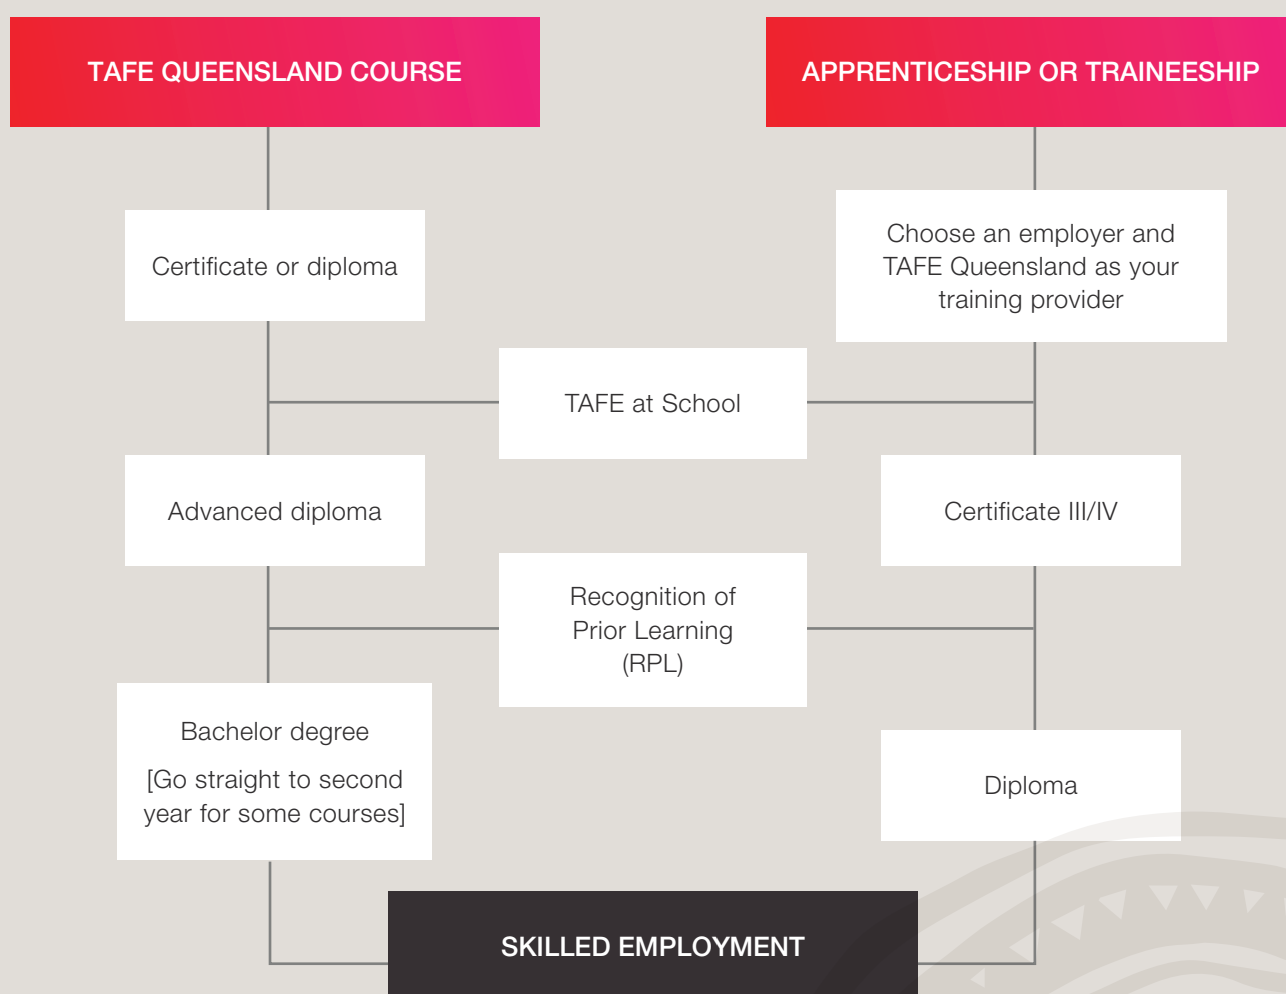 TAFE QUEENSLAND COURSE
APPRENTICESHIP OR TRAINEESHIP
Certificate or diploma
Choose an employer and
TAFE Queensland as your
training provider
TAFE at School
Advanced diploma
Certificate III/IV
Recognition of
Prior Learning
(RPL)
Bachelor degree
[Go straight to second
year for some courses]
Diploma
SKILLED EMPLOYMENT